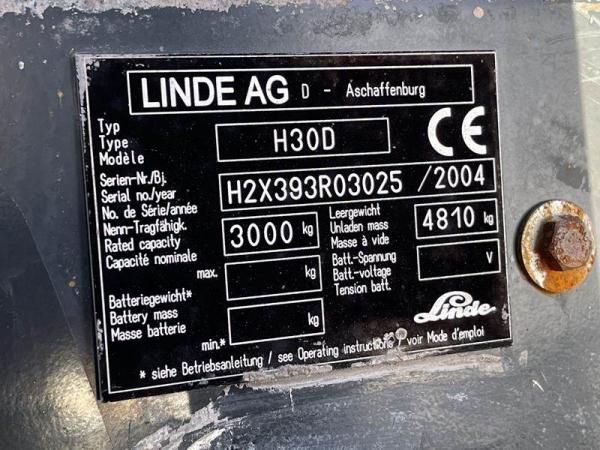 LINDE AG D - Aschaffenburg
Typ
Type
Modèle
H30D
Serien-Nr./Bj.
Serial no./year
No. de Série/année
H2X393R03025 /2004
Nenn-Tragfähigk.
Rated capacity
Capacité nominale
3000 kg
Leergewicht
Unladen mass
Masse à vide
4810 kg
Batt.-Spannung
Batt.-voltage
Tension batt.
V
max.
kg
Batteriegewicht*
Battery mass
Masse batterie
min.*
kg
CE
Linde
* siehe Betriebsanleitung / see Operating instructions / voir Mode d'emploi